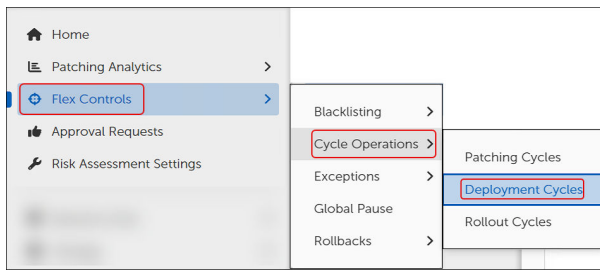 Home
Patching Analytics
Flex Controls
Approval Requests
Risk Assessment Settings
Blacklisting
Cycle Operations
Exceptions
Global Pause
Rollbacks
Patching Cycles
Deployment Cycles
Rollout Cycles